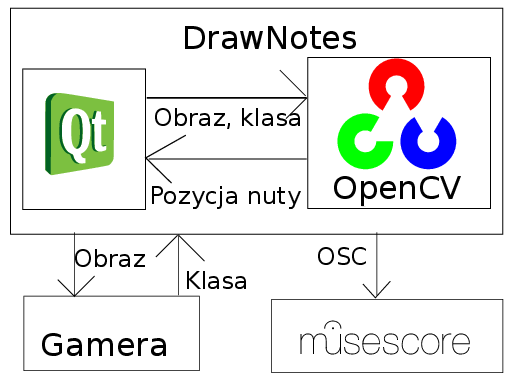 DrawNotes
Qt
Obraz, klasa
Pozycja nuty
OpenCV
Obraz
Klasa
OSC
Gamera
musescore